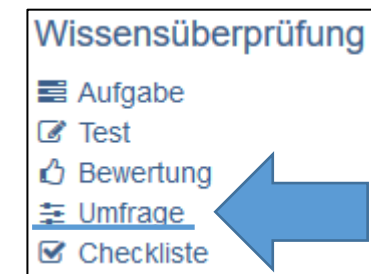 Wissensüberprüfung
Aufgabe
Test
Bewertung
Umfrage
Checkliste